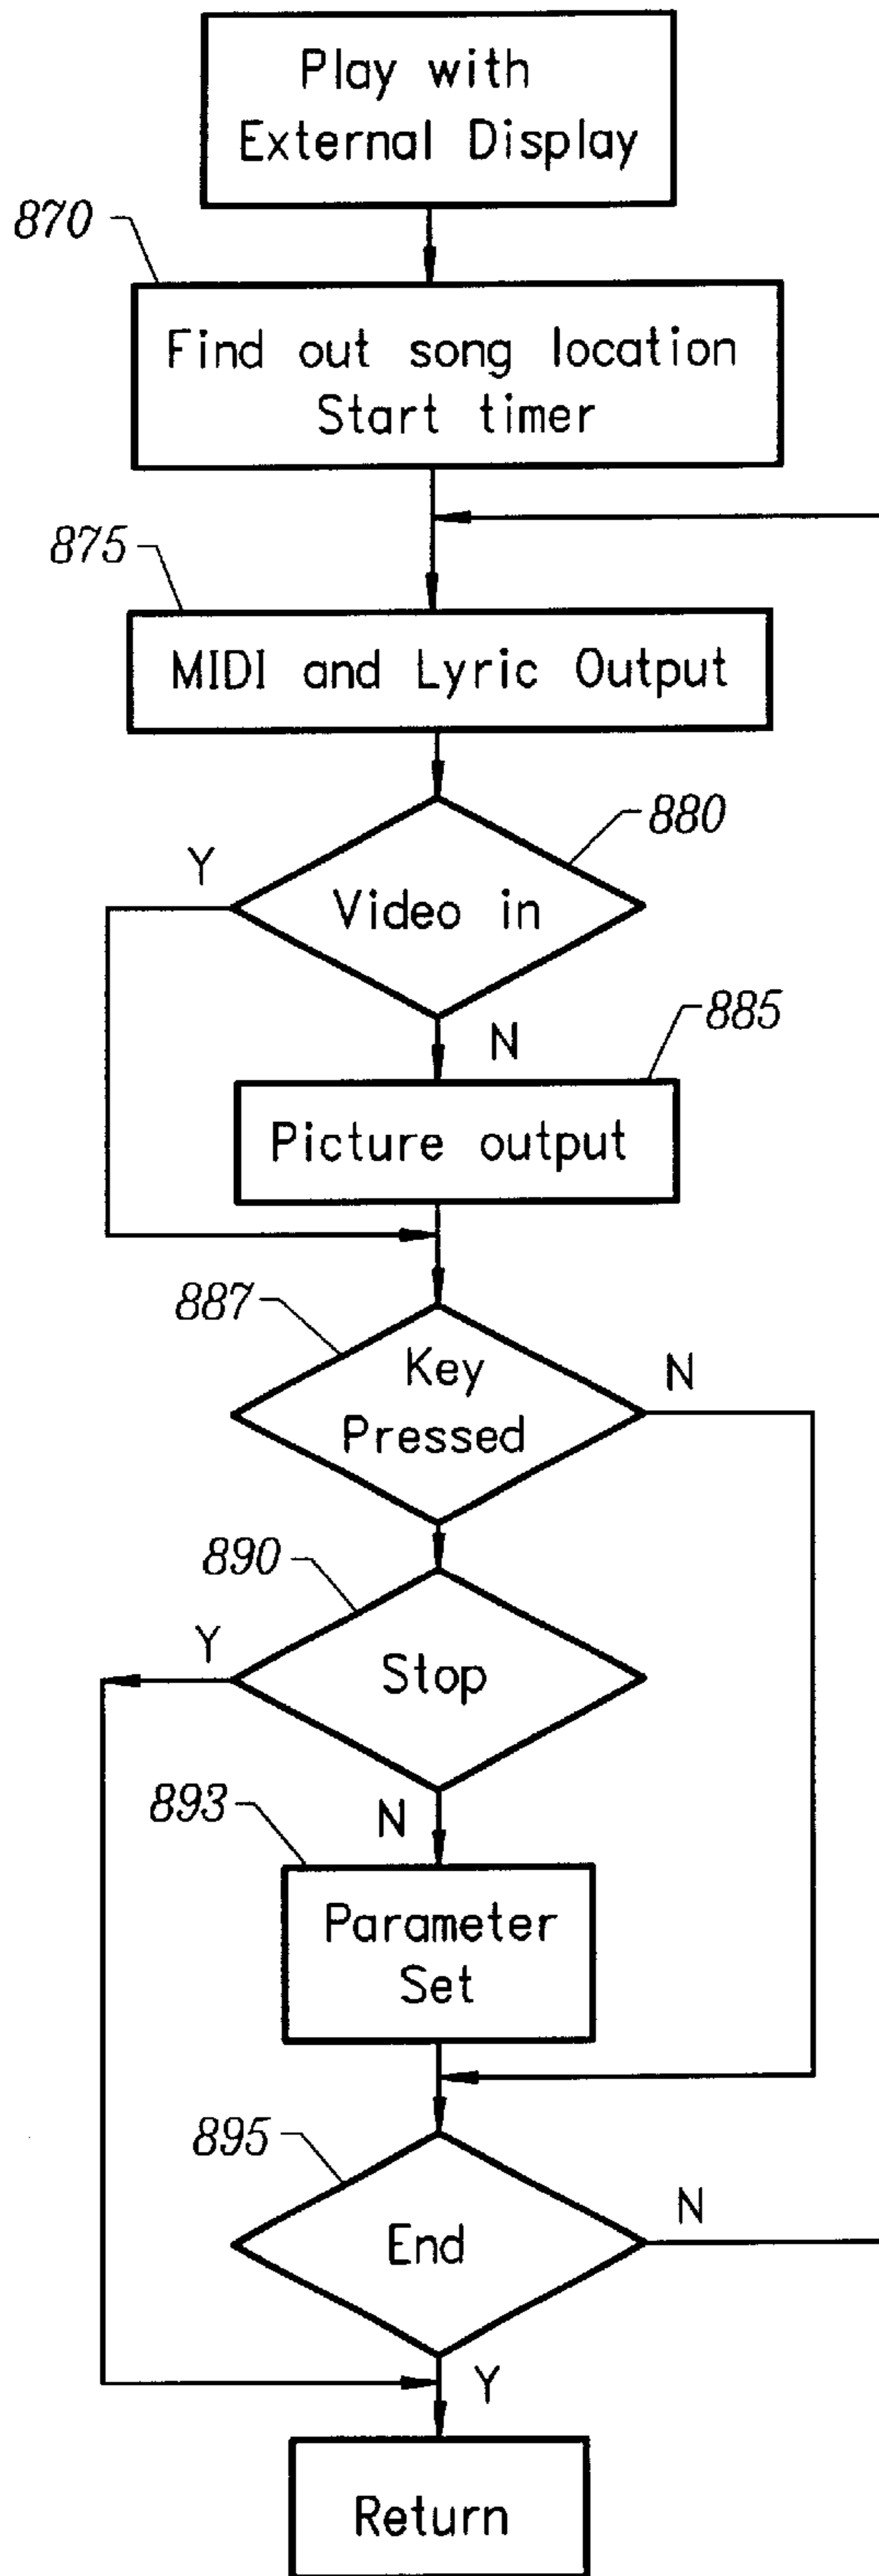 Play with
External Display
870
Find out song location
Start timer
875
MIDI and Lyric Output
880
Y
Video in
885
N
Picture output
887
Key
Pressed
N
890
Y
Stop
893
N
Parameter
Set
895
End
N
Y
Return